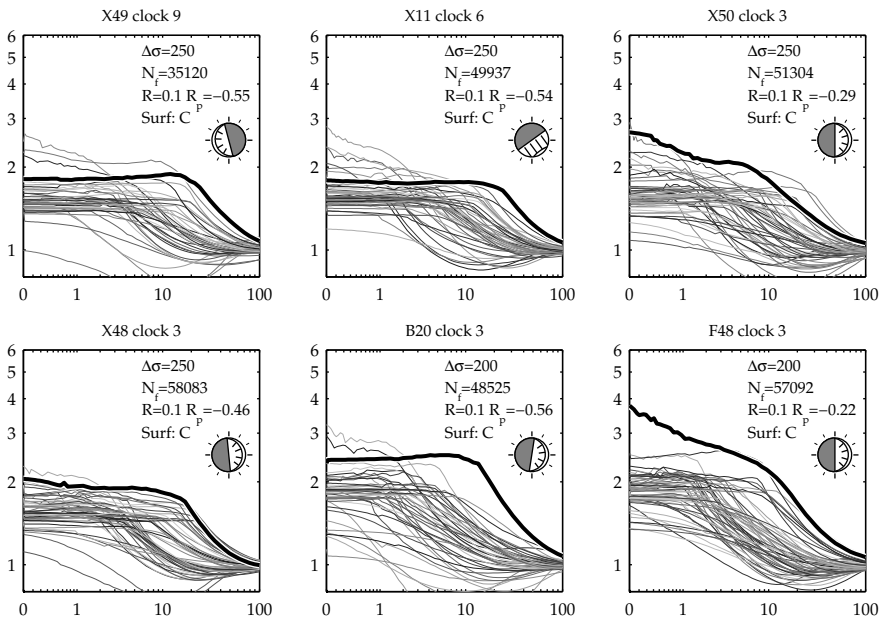 X49 clock 9
6
5
4
3
2
1
0
1
10
100
Δσ=250
N_f=35120
R=0.1 R_p=−0.55
Surf: C
X11 clock 6
6
5
4
3
2
1
0
1
10
100
Δσ=250
N_f=49937
R=0.1 R_p=−0.54
Surf: C
X50 clock 3
6
5
4
3
2
1
0
1
10
100
Δσ=250
N_f=51304
R=0.1 R_p=−0.29
Surf: C
X48 clock 3
6
5
4
3
2
1
0
1
10
100
Δσ=250
N_f=58083
R=0.1 R_p=−0.46
Surf: C
B20 clock 3
6
5
4
3
2
1
0
1
10
100
Δσ=200
N_f=48525
R=0.1 R_p=−0.56
Surf: C
F48 clock 3
6
5
4
3
2
1
0
1
10
100
Δσ=200
N_f=57092
R=0.1 R_p=−0.22
Surf: C